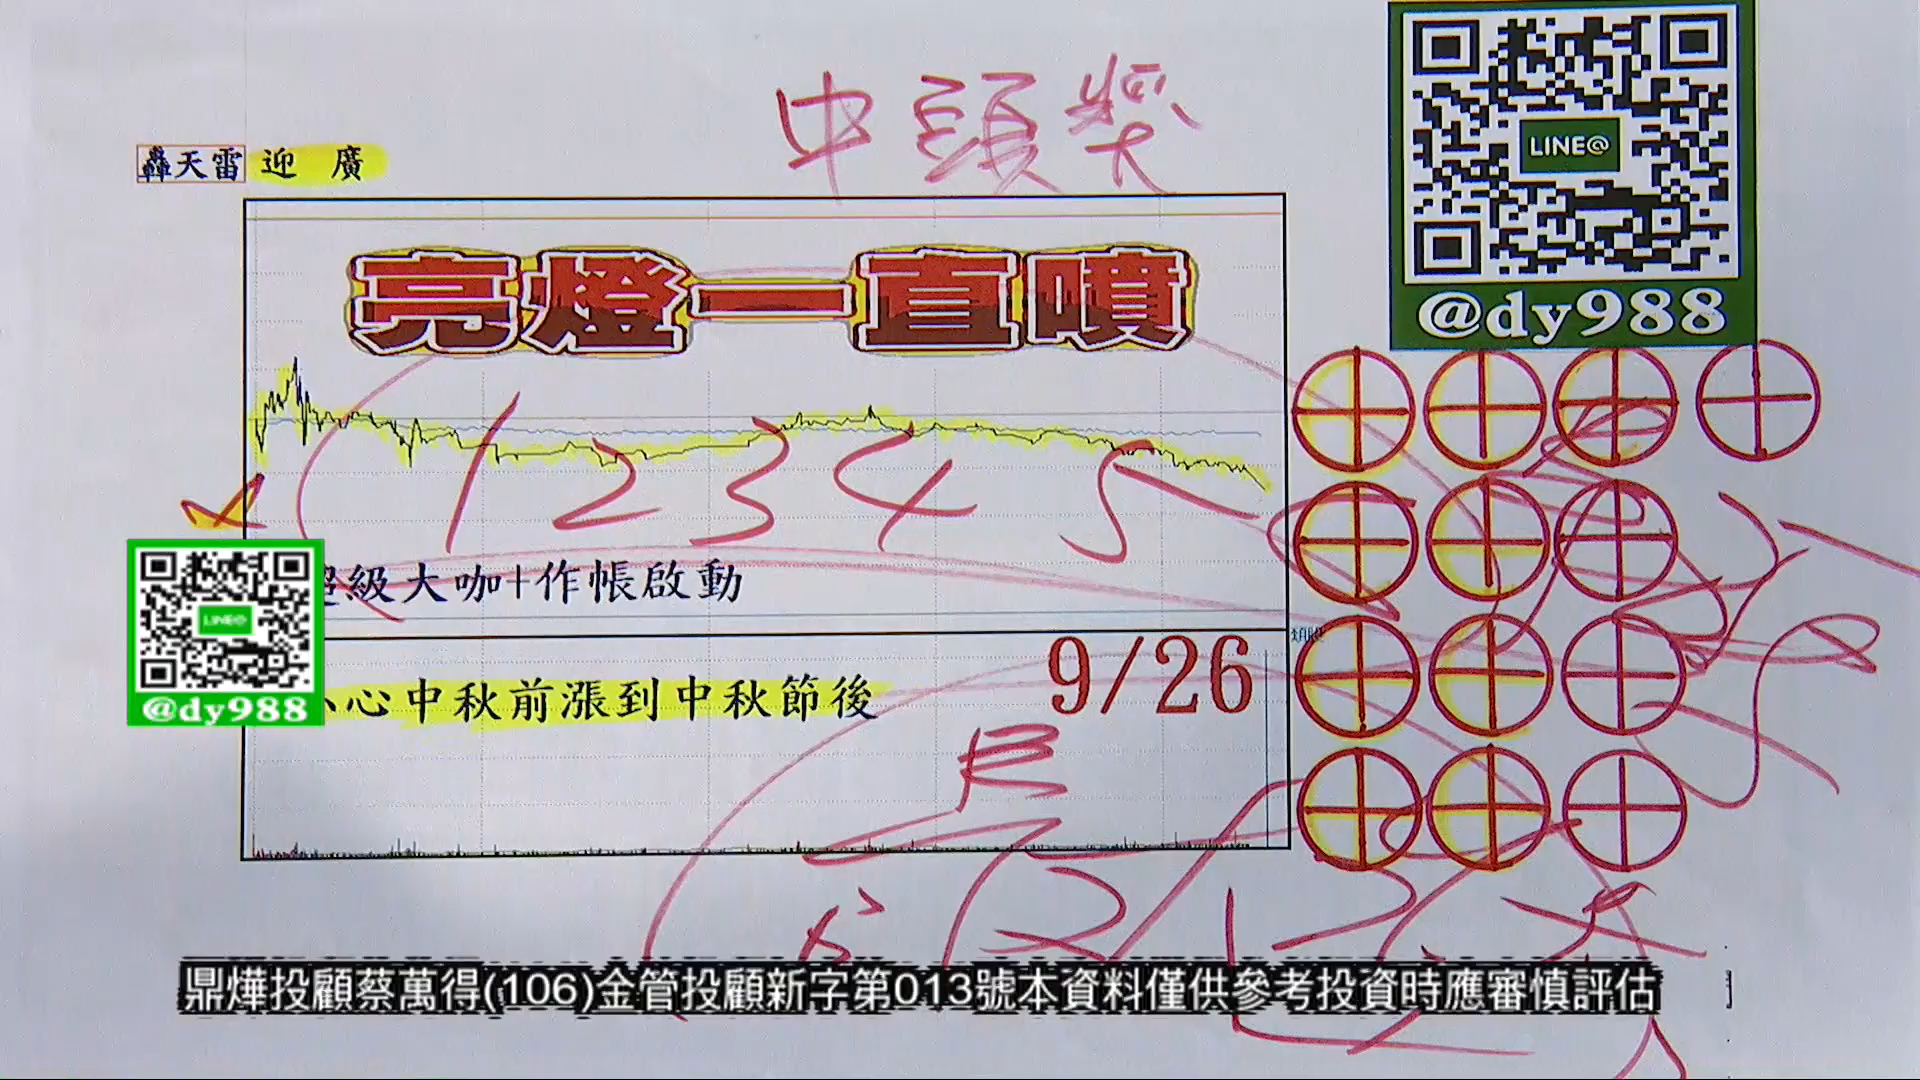 中頭獎
轟天雷 迎 廣
LINE@
@dy988
亮燈一直噴
1 2 3 4 5
超級大咖+作帳啟動
LINE@
@dy988
心中秋前漲到中秋節後
9/26
鼎燁投顧蔡萬得(106)金管投顧新字第013號本資料僅供參考投資時應審慎評估